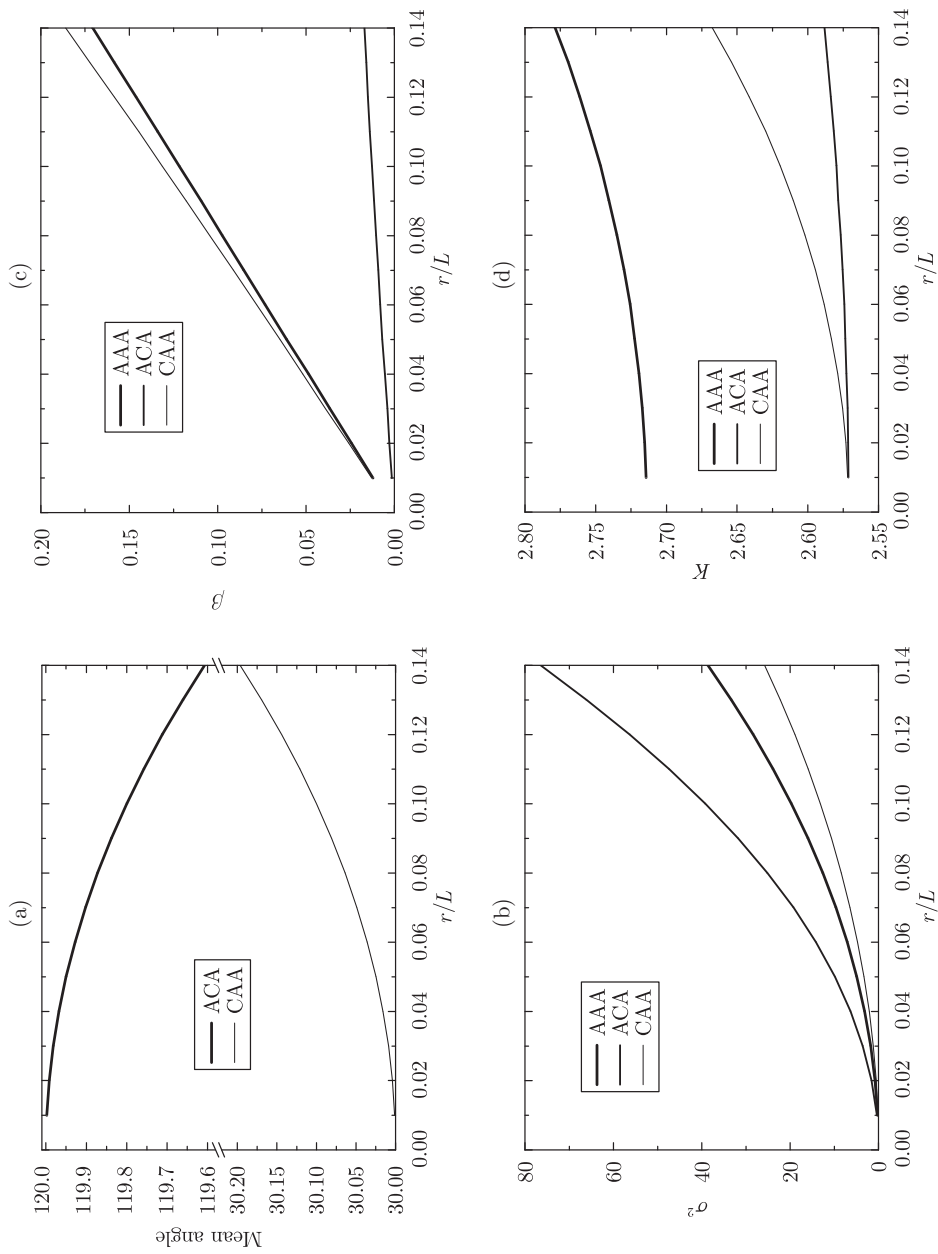 (a)
Mean angle
120.0
119.9
119.8
119.7
119.6
30.20
30.15
30.10
30.05
30.00
0.00 0.02 0.04 0.06 0.08 0.10 0.12 0.14
r/L
ACA
CAA
(c)
β
0.20
0.15
0.10
0.05
0.00
0.00 0.02 0.04 0.06 0.08 0.10 0.12 0.14
r/L
AAA
ACA
CAA
(b)
σ²
80
60
40
20
0
0.00 0.02 0.04 0.06 0.08 0.10 0.12 0.14
r/L
AAA
ACA
CAA
(d)
K
2.80
2.75
2.70
2.65
2.60
2.55
0.00 0.02 0.04 0.06 0.08 0.10 0.12 0.14
r/L
AAA
ACA
CAA